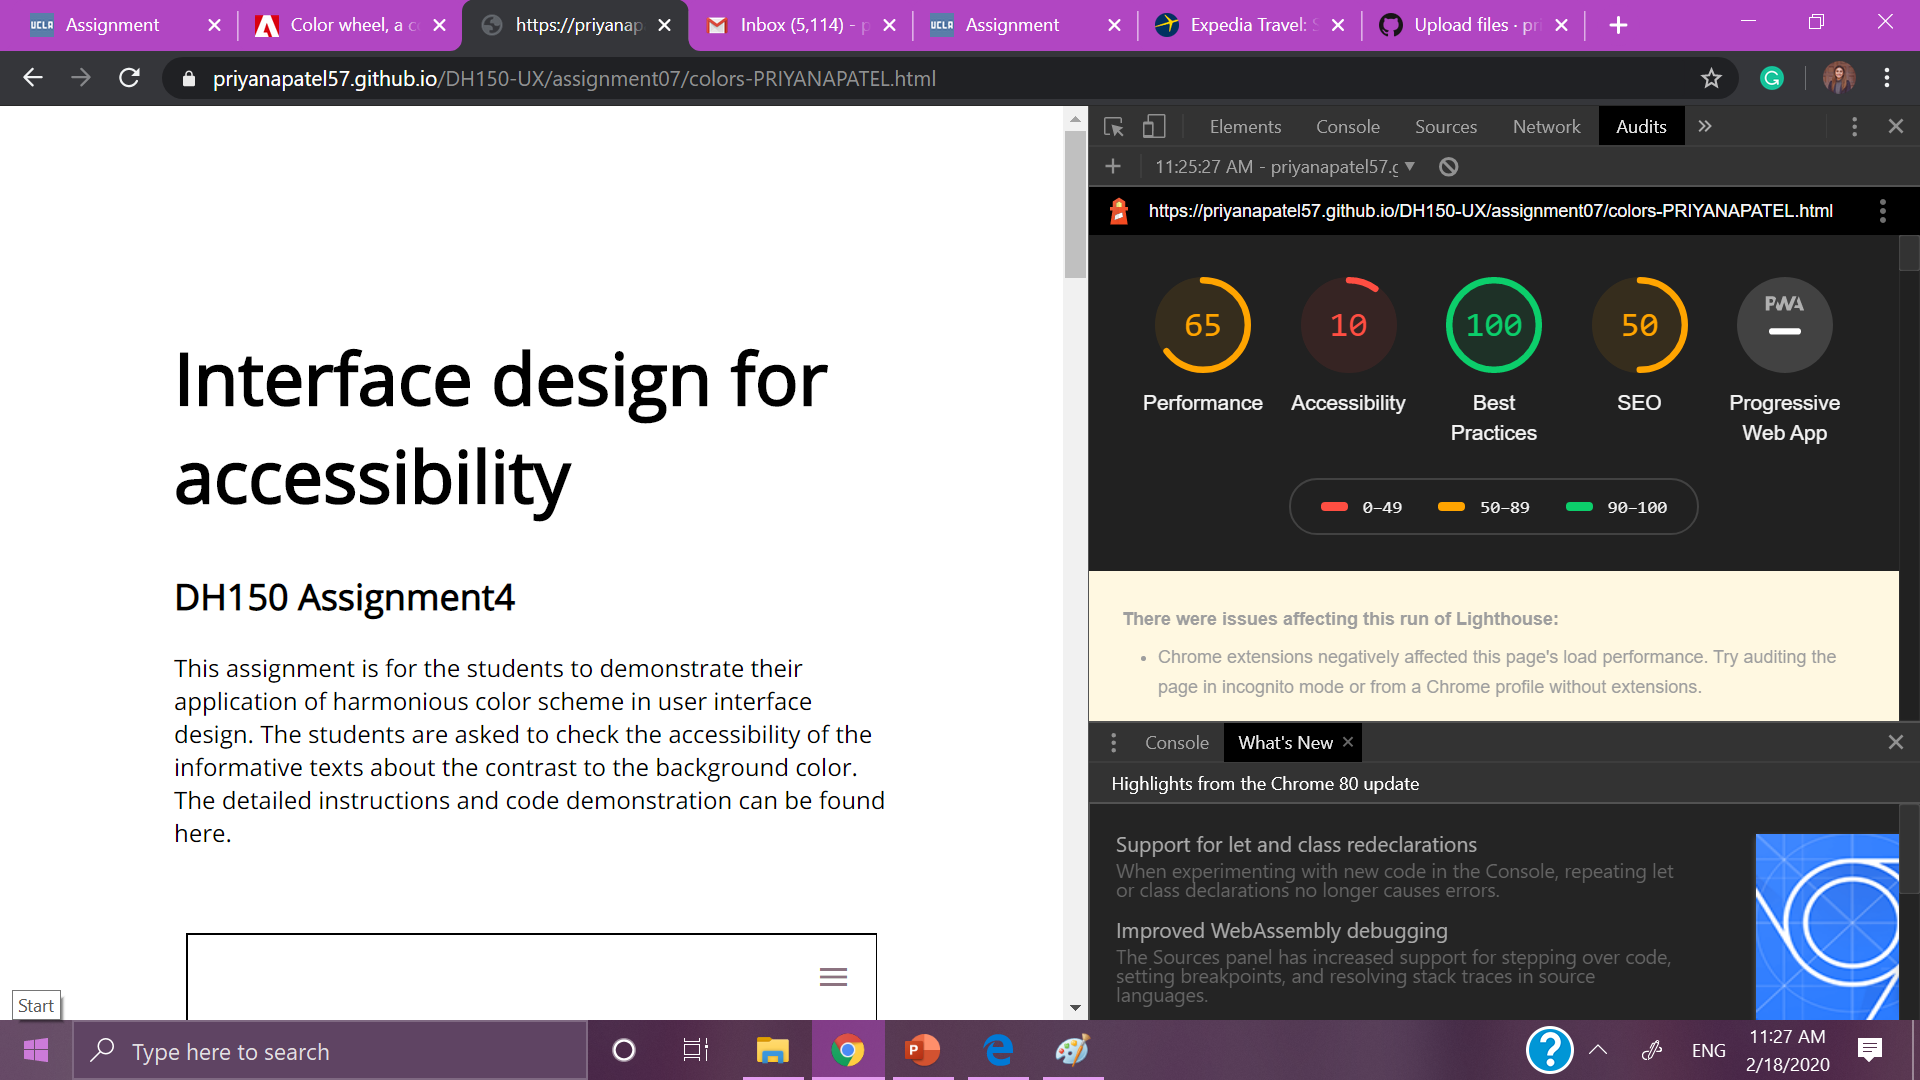 Assignment
Color wheel, a c
https://priyanap
Inbox (5,114) - p
Assignment
Expedia Travel: S
Upload files · pri
priyanapatel57.github.io/DH150-UX/assignment07/colors-PRIYANAPATEL.html
Interface design for
accessibility
DH150 Assignment4
This assignment is for the students to demonstrate their
application of harmonious color scheme in user interface
design. The students are asked to check the accessibility of the
informative texts about the contrast to the background color.
The detailed instructions and code demonstration can be found
here.
Elements Console Sources Network Audits
11:25:27 AM - priyanapatel57.g
https://priyanapatel57.github.io/DH150-UX/assignment07/colors-PRIYANAPATEL.html
65 10 100 50 PWA
Performance Accessibility Best Practices SEO Progressive Web App
0–49 50–89 90–100
There were issues affecting this run of Lighthouse:
• Chrome extensions negatively affected this page's load performance. Try auditing the
page in incognito mode or from a Chrome profile without extensions.
Console What's New
Highlights from the Chrome 80 update
Support for let and class redeclarations
When experimenting with new code in the Console, repeating let
or class declarations no longer causes errors.
Improved WebAssembly debugging
The Sources panel has increased support for stepping over code,
setting breakpoints, and resolving stack traces in source
languages.
Start
Type here to search
ENG
11:27 AM
2/18/2020